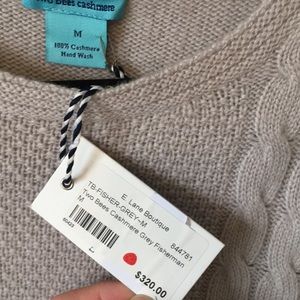 Two Bees cashmere
M
100% Cashmere
Hand Wash
E. Lane Boutique
TB-FISHER-GREY--M
844781
Two Bees Cashmere Grey Fisherman
M
$320.00